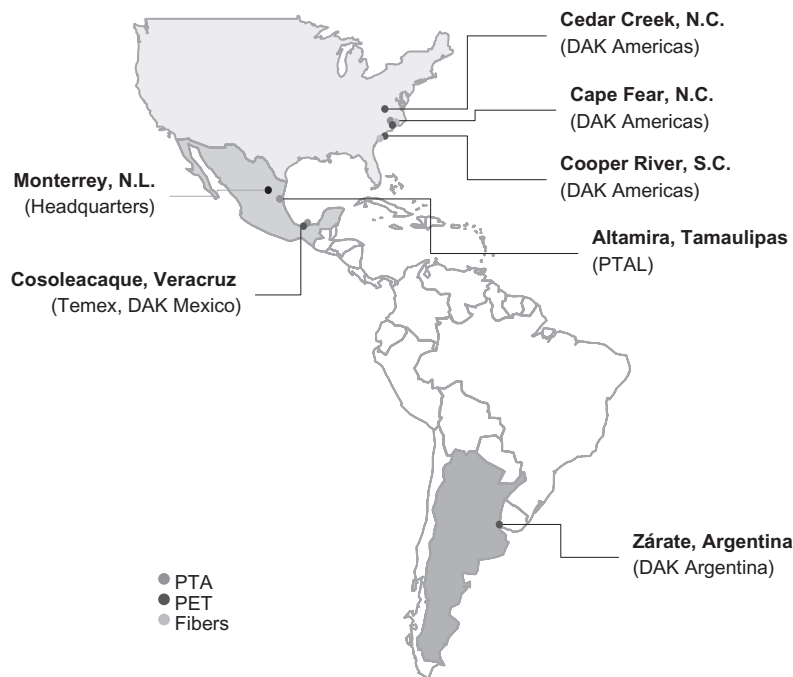 Cedar Creek, N.C.
(DAK Americas)
Cape Fear, N.C.
(DAK Americas)
Cooper River, S.C.
(DAK Americas)
Monterrey, N.L.
(Headquarters)
Altamira, Tamaulipas
(PTAL)
Cosoleacaque, Veracruz
(Temex, DAK Mexico)
Zárate, Argentina
(DAK Argentina)
PTA
PET
Fibers